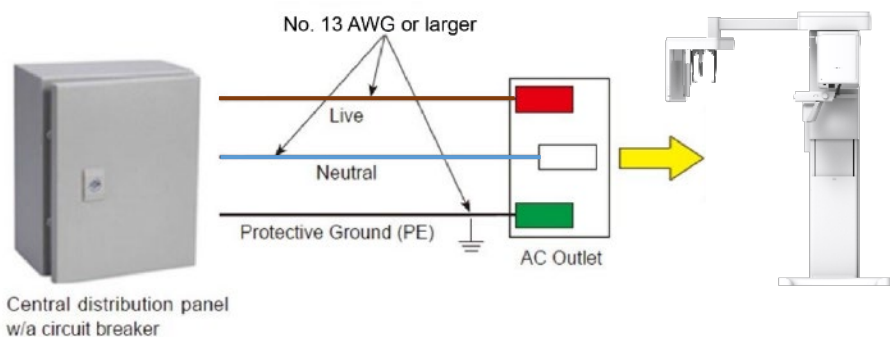 No. 13 AWG or larger
Live
Neutral
Protective Ground (PE)
AC Outlet
Central distribution panel
w/a circuit breaker